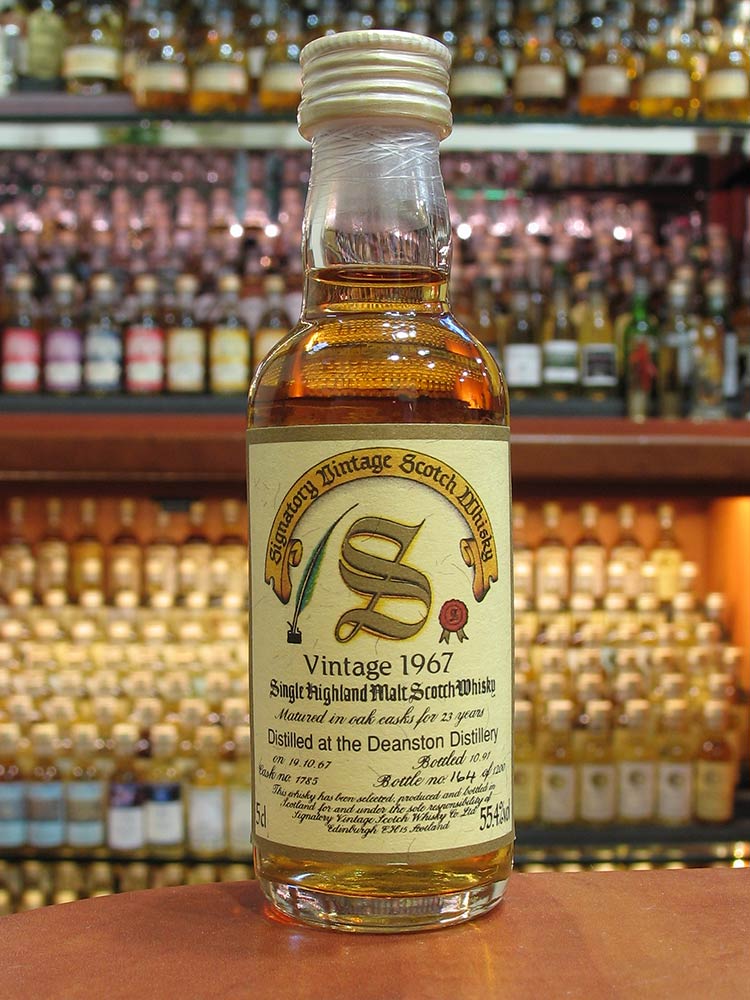 Signatory Vintage Scotch Whisky
S
S
Vintage 1967
Single Highland Malt Scotch Whisky
Matured in oak casks for 23 years
Distilled at the Deanston Distillery
on 19.10.67 Bottled 10.91
Cask no. 1785 Bottle no. 164 of 1200
This whisky has been selected, produced and bottled in
Scotland for and under the sole responsibility of
Signatory Vintage Scotch Whisky Co. Ltd
Edinburgh EH15 Scotland
5cl 55.4%vol